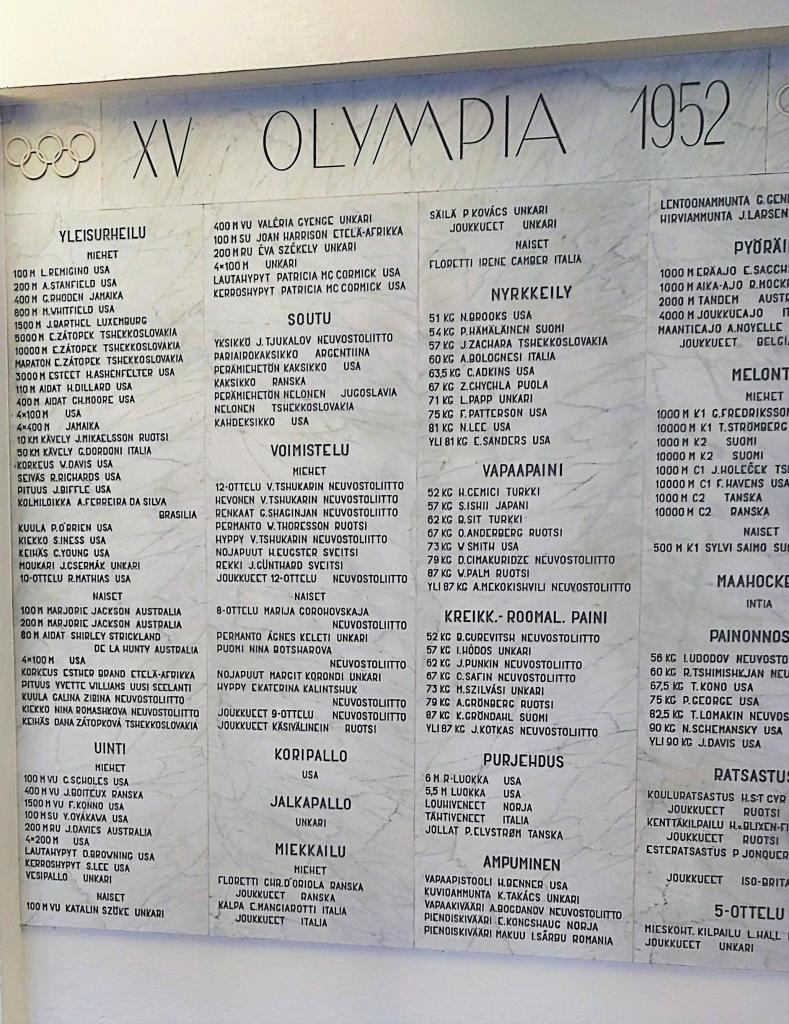 XV OLYMPIA 1952
YLEISURHEILU
MIEHET
100 M L.REMIGINO USA
200 M A.STANFIELD USA
400 M G.RHODEN JAMAIKA
800 M M.WHITFIELD USA
1500 M J.BARTHEL LUXEMBURG
5000 M E.ZÁTOPEK TSHEKKOSLOVAKIA
10000 M E.ZÁTOPEK TSHEKKOSLOVAKIA
MARATON E.ZÁTOPEK TSHEKKOSLOVAKIA
3000 M ESTEET H.ASHENFELTER USA
110 M AIDAT H.DILLARD USA
400 M AIDAT CH.MOORE USA
4×100 M USA
4×400 M JAMAIKA
10 KM KÄVELY J.MIKAELSSON RUOTSI
50 KM KÄVELY G.DORDONI ITALIA
KORKEUS W.DAVIS USA
SEIVÄS R.RICHARDS USA
PITUUS J.BIFFLE USA
KOLMILOIKKA A.FERREIRA DA SILVA
BRASILIA
KUULA P.O'BRIEN USA
KIEKKO S.INESS USA
KEIHÄS C.YOUNG USA
MOUKARI J.CSERMÁK UNKARI
10-OTTELU R.MATHIAS USA
NAISET
100 M MARJORIE JACKSON AUSTRALIA
200 M MARJORIE JACKSON AUSTRALIA
80 M AIDAT SHIRLEY STRICKLAND
DE LA HUNTY AUSTRALIA
4×100 M USA
KORKEUS ESTHER BRAND ETELÄ-AFRIKKA
PITUUS YVETTE WILLIAMS UUSI SEELANTI
KUULA GALINA ZIBINA NEUVOSTOLIITTO
KIEKKO NINA ROMASHKOVA NEUVOSTOLIITTO
KEIHÄS DANA ZÁTOPKOVÁ TSHEKKOSLOVAKIA
UINTI
MIEHET
100 M VU C.SCHOLES USA
400 M VU J.BOITEUX RANSKA
1500 M VU F.KONNO USA
100 M SU Y.OYAKAVA USA
200 M RU J.DAVIES AUSTRALIA
4×200 M USA
LAUTAHYPYT D.BROWNING USA
KERROSHYPYT S.LEE USA
VESIPALLO UNKARI
NAISET
100 M VU KATALIN SZÖKE UNKARI
400 M VU VALÉRIA GYENGE UNKARI
100 M SU JOAN HARRISON ETELÄ-AFRIKKA
200 M RU ÉVA SZÉKELY UNKARI
4×100 M UNKARI
LAUTAHYPYT PATRICIA MC CORMICK USA
KERROSHYPYT PATRICIA MC CORMICK USA
SOUTU
YKSIKKÖ J.TJUKALOV NEUVOSTOLIITTO
PARIAIROKAKSIKKO ARGENTIINA
PERÄMIEHETÖN KAKSIKKO USA
KAKSIKKO RANSKA
PERÄMIEHETÖN NELONEN JUGOSLAVIA
NELONEN TSHEKKOSLOVAKIA
KAHDEKSIKKO USA
VOIMISTELU
MIEHET
12-OTTELU V.TSHUKARIN NEUVOSTOLIITTO
HEVONEN V.TSHUKARIN NEUVOSTOLIITTO
RENKAAT G.SHAGINJAN NEUVOSTOLIITTO
PERMANTO W.THORESSON RUOTSI
HYPPY V.TSHUKARIN NEUVOSTOLIITTO
NOJAPUUT H.EUGSTER SVEITSI
REKKI J.GÜNTHARD SVEITSI
JOUKKUEET 12-OTTELU NEUVOSTOLIITTO
NAISET
8-OTTELU MARIJA GOROHOVSKAJA
NEUVOSTOLIITTO
PERMANTO ÁGNES KELETI UNKARI
PUOMI NINA BOTSHAROVA
NEUVOSTOLIITTO
NOJAPUUT MARGIT KORONDI UNKARI
HYPPY EKATERINA KALINTSHUK
NEUVOSTOLIITTO
JOUKKUEET 9-OTTELU NEUVOSTOLIITTO
JOUKKUEET KÄSIVÄLINEIN RUOTSI
KORIPALLO
USA
JALKAPALLO
UNKARI
MIEKKAILU
MIEHET
FLORETTI CHR.D'ORIOLA RANSKA
JOUKKUEET RANSKA
KALPA E.MANGIAROTTI ITALIA
JOUKKUEET ITALIA
SÄILÄ P KOVÁCS UNKARI
JOUKKUEET UNKARI
NAISET
FLORETTI IRENE CAMBER ITALIA
NYRKKEILY
51 KG N.BROOKS USA
54 KG P.HÄMÄLÄINEN SUOMI
57 KG J.ZACHARA TSHEKKOSLOVAKIA
60 KG A.BOLOGNESI ITALIA
63,5 KG C.ADKINS USA
67 KG Z.CHYCHLA PUOLA
71 KG L.PAPP UNKARI
75 KG F.PATTERSON USA
81 KG N.LEE USA
YLI 81 KG E.SANDERS USA
VAPAAPAINI
52 KG H.GEMICI TURKKI
57 KG S.ISHII JAPANI
62 KG B.SIT TURKKI
67 KG O.ANDERBERG RUOTSI
73 KG W SMITH USA
79 KG D.CIMAKURIDZE NEUVOSTOLIITTO
87 KG W.PALM RUOTSI
YLI 87 KG A.MEKOKISHVILI NEUVOSTOLIITTO
KREIKK.-ROOMAL. PAINI
52 KG B.GUREVITSH NEUVOSTOLIITTO
57 KG I.HÓDOS UNKARI
62 KG J.PUNKIN NEUVOSTOLIITTO
67 KG C.SAFIN NEUVOSTOLIITTO
73 KG M.SZILVÁSI UNKARI
79 KG A.GRÖNBERG RUOTSI
87 KG K.GRÖNDAHL SUOMI
YLI 87 KG J.KOTKAS NEUVOSTOLIITTO
PURJEHDUS
6 M R-LUOKKA USA
5,5 M LUOKKA USA
LOUHIVENEET NORJA
TÄHTIVENEET ITALIA
JOLLAT P.ELVSTRØM TANSKA
AMPUMINEN
VAPAAPISTOOLI H.BENNER USA
KUVIOAMMUNTA K.TAKÁCS UNKARI
VAPAAKIVÄÄRI A.BOGDANOV NEUVOSTOLIITTO
PIENOISKIVÄÄRI E.KONGSHAUG NORJA
PIENOISKIVÄÄRI MAKUU I.SÂRBU ROMANIA
LENTOONAMMUNTA G.GEN
HIRVIAMMUNTA J.LARSEN
PYÖRÄI
1000 M ERÄAJO E.SACCH
1000 M AIKA-AJO R.MOCK
2000 M TANDEM AUST
4000 M JOUKKUEAJO IT
MAANTIEAJO A.NOYELLE
JOUKKUEET BELGI
MELONT
MIEHET
1000 M K1 G.FREDRIKSSON
10000 M K1 T.STRØMBERG
1000 M K2 SUOMI
10000 M K2 SUOMI
1000 M C1 J.HOLEČEK TS
10000 M C1 F.HAVENS USA
1000 M C2 TANSKA
10000 M C2 RANSKA
NAISET
500 M K1 SYLVI SAIMO SU
MAAHOCKE
INTIA
PAINONNOS
56 KG I.UDODOV NEUVOSTO
60 KG R.TSHIMISHKJAN NEU
67,5 KG T.KONO USA
75 KG P.GEORGE USA
82,5 KG T.LOMAKIN NEUVOS
90 KG N.SCHEMANSKY USA
YLI 90 KG J.DAVIS USA
RATSASTUS
KOULURATSASTUS H.S:T CYR
JOUKKUEET RUOTSI
KENTTÄKILPAILU H.v.BLIXEN-FI
JOUKKUEET RUOTSI
ESTERATSASTUS P JONQUER
JOUKKUEET ISO-BRITA
5-OTTELU
MIESKOHT. KILPAILU L.HALL
JOUKKUEET UNKARI